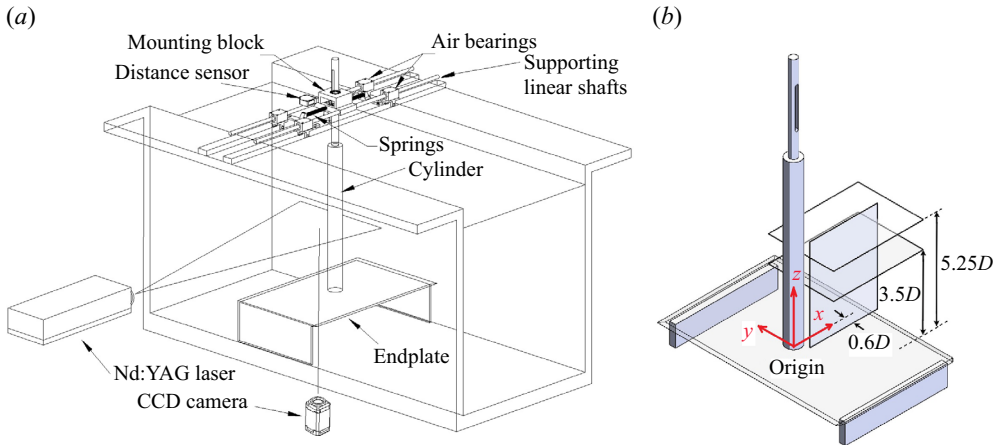 (a)
Mounting block
Distance sensor
Air bearings
Supporting
linear shafts
Springs
Cylinder
Endplate
Nd:YAG laser
CCD camera
(b)
z
x
y
5.25D
3.5D
0.6D
Origin